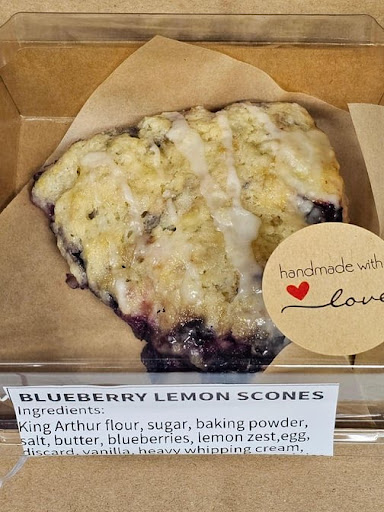 handmade with
love
BLUEBERRY LEMON SCONES
Ingredients:
King Arthur flour, sugar, baking powder,
salt, butter, blueberries, lemon zest,egg,
discard, vanilla, heavy whipping cream,